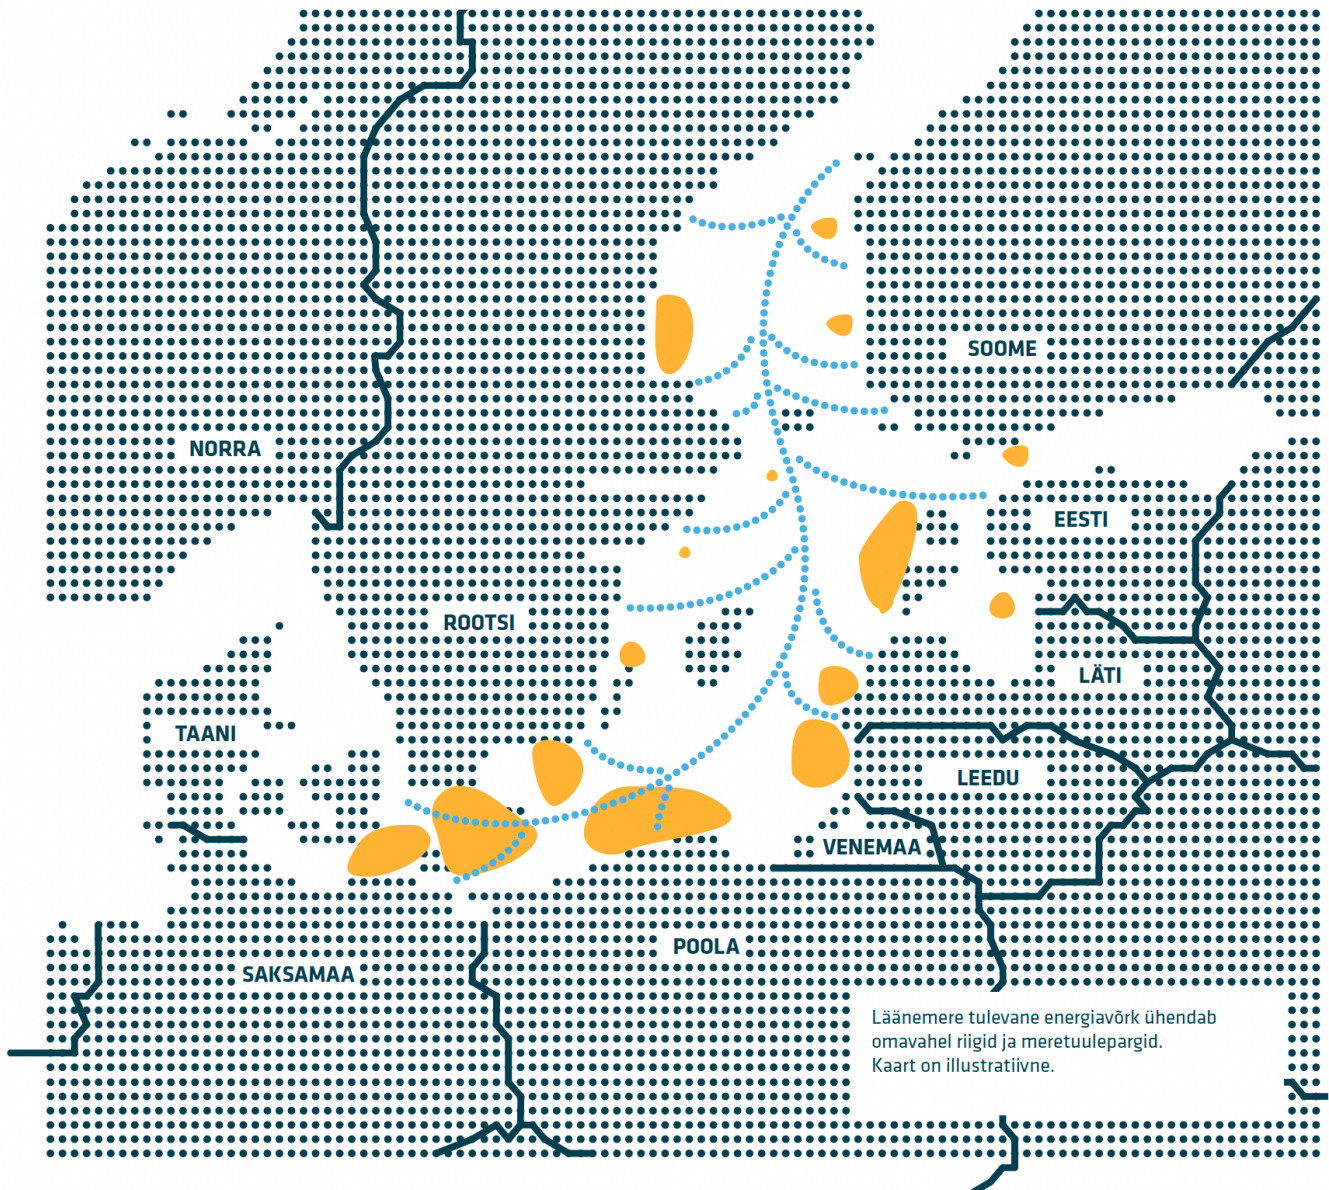 SOOME
NORRA
EESTI
ROOTSI
LÄTI
TAANI
LEEDU
VENEMAA
POOLA
SAKSAMAA
Läänemere tulevane energiavõrk ühendab
omavahel riigid ja meretuulepargid.
Kaart on illustratiivne.